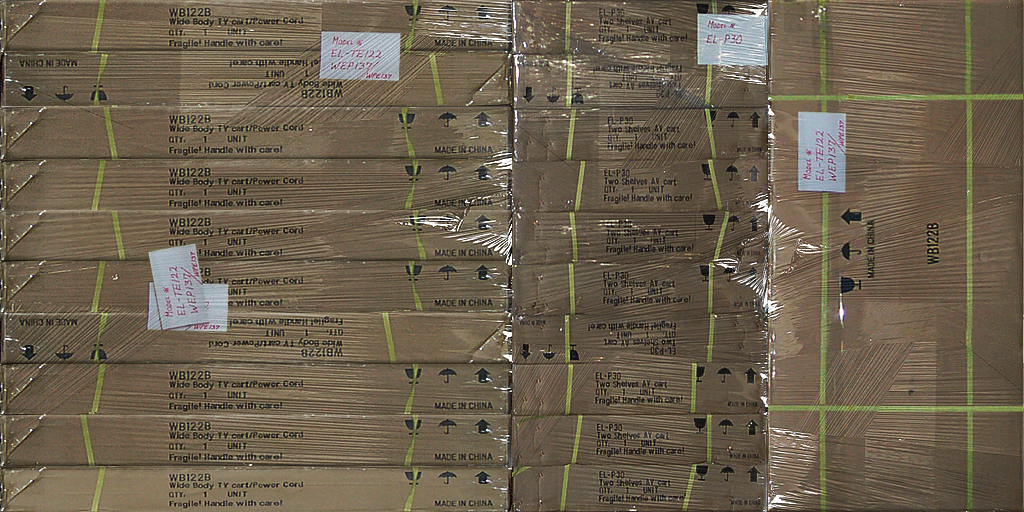 WB122B
Wide Body TV cart/Power Cord
QTY. 1 UNIT
Fragile! Handle with care!
MADE IN CHINA
MODEL #
EL-TE122
WEP137/
WPE137
MADE IN CHINA
WB122B
Wide Body TV cart/Power Cord
QTY. 1 UNIT
Fragile! Handle with care!
WB122B
Wide Body TV cart/Power Cord
QTY. 1 UNIT
Fragile! Handle with care!
MADE IN CHINA
WB122B
Wide Body TV cart/Power Cord
QTY. 1 UNIT
Fragile! Handle with care!
MADE IN CHINA
WB122B
Wide Body TV cart/Power Cord
QTY. 1 UNIT
Fragile! Handle with care!
MADE IN CHINA
2B
MODEL #
EL-TE122
WEP137/
WPE137
Body TV cart/Power Cord
1 UNIT
Handle with care!
MADE IN CHINA
WPE137
MADE IN CHINA
WB122B
UNIT
QTY.
Fragile! Handle with care!
WB122B
Wide Body TV cart/Power Cord
QTY. 1 UNIT
Fragile! Handle with care!
MADE IN CHINA
WB122B
Wide Body TV cart/Power Cord
QTY. 1 UNIT
Fragile! Handle with care!
MADE IN CHINA
WB122B
Wide Body TV cart/Power Cord
QTY. 1 UNIT
Fragile! Handle with care!
MADE IN CHINA
EL-P30
Two Shelves AV cart
QTY. 1 UNIT
Fragile! Handle with care!
MODEL #
EL-P30
EL-P30
Two Shelves AV cart
QTY. 1 UNIT
Fragile! Handle with care!
EL-P30
Two Shelves AV cart
QTY. 1 UNIT
Fragile! Handle with care!
EL-P30
Two Shelves AV cart
QTY. 1 UNIT
Fragile! Handle with care!
EL-P30
Two Shelves AV cart
QTY. 1 UNIT
Fragile! Handle with care!
EL-P30
Two Shelves AV cart
QTY. 1 UNIT
Fragile! Handle with care!
EL-P30
Two Shelves AV cart
QTY. 1 UNIT
Fragile! Handle with care!
EL-P30
Two Shelves AV cart
QTY. 1 UNIT
Fragile! Handle with care!
EL-P30
Two Shelves AV cart
QTY. 1 UNIT
Fragile! Handle with care!
MODEL #
EL-TE122
WEP137/
WPE137
MADE IN CHINA
WB122B